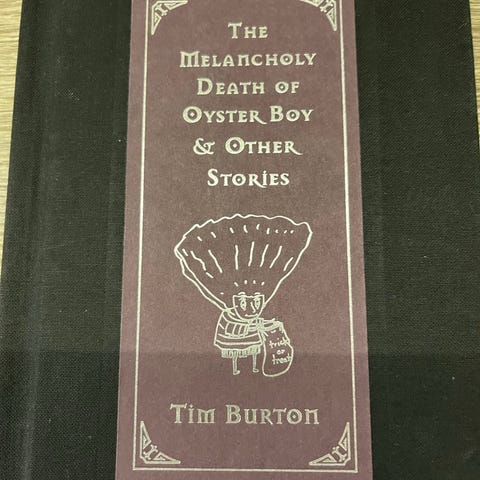 The
Melancholy
Death of
Oyster Boy
& Other
Stories
trick
or
treat
Tim Burton